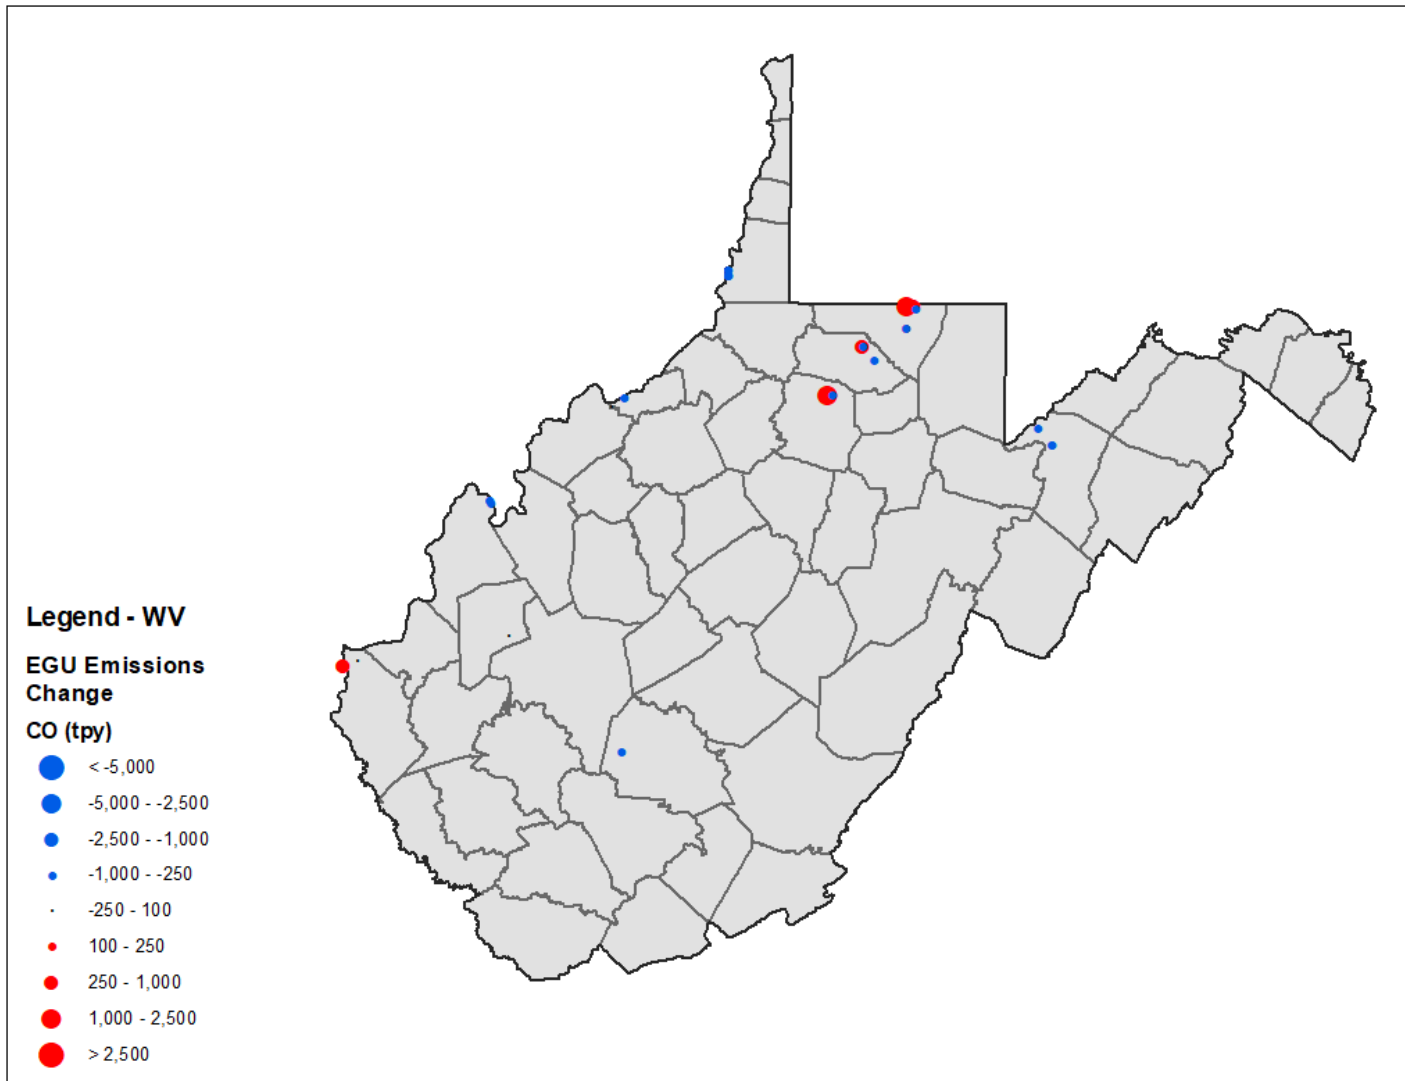 Legend - WV
EGU Emissions
Change
CO (tpy)
< -5,000
-5,000 - -2,500
-2,500 - -1,000
-1,000 - -250
-250 - 100
100 - 250
250 - 1,000
1,000 - 2,500
> 2,500